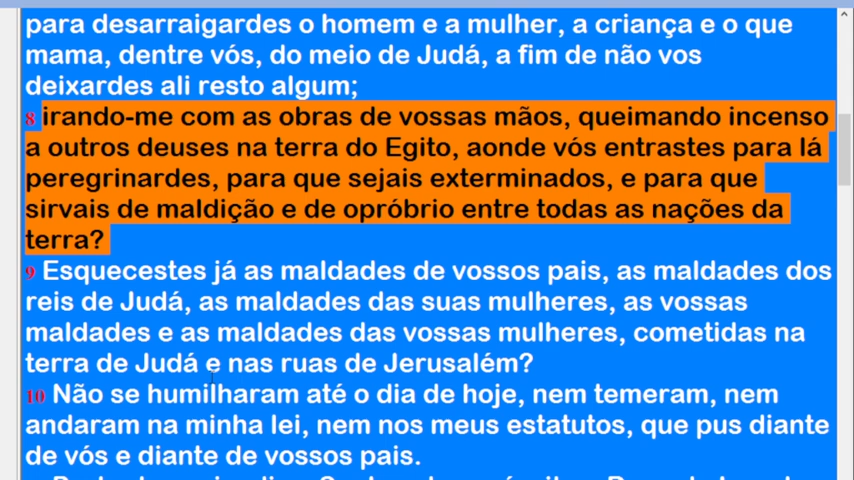 para desarraigardes o homem e a mulher, a criança e o que
mama, dentre vós, do meio de Judá, a fim de não vos
deixardes ali resto algum;
8 irando-me com as obras de vossas mãos, queimando incenso
a outros deuses na terra do Egito, aonde vós entrastes para lá
peregrinardes, para que sejais exterminados, e para que
sirvais de maldição e de opróbrio entre todas as nações da
terra?
9 Esquecestes já as maldades de vossos pais, as maldades dos
reis de Judá, as maldades das suas mulheres, as vossas
maldades e as maldades das vossas mulheres, cometidas na
terra de Judá e nas ruas de Jerusalém?
10 Não se humilharam até o dia de hoje, nem temeram, nem
andaram na minha lei, nem nos meus estatutos, que pus diante
de vós e diante de vossos pais.